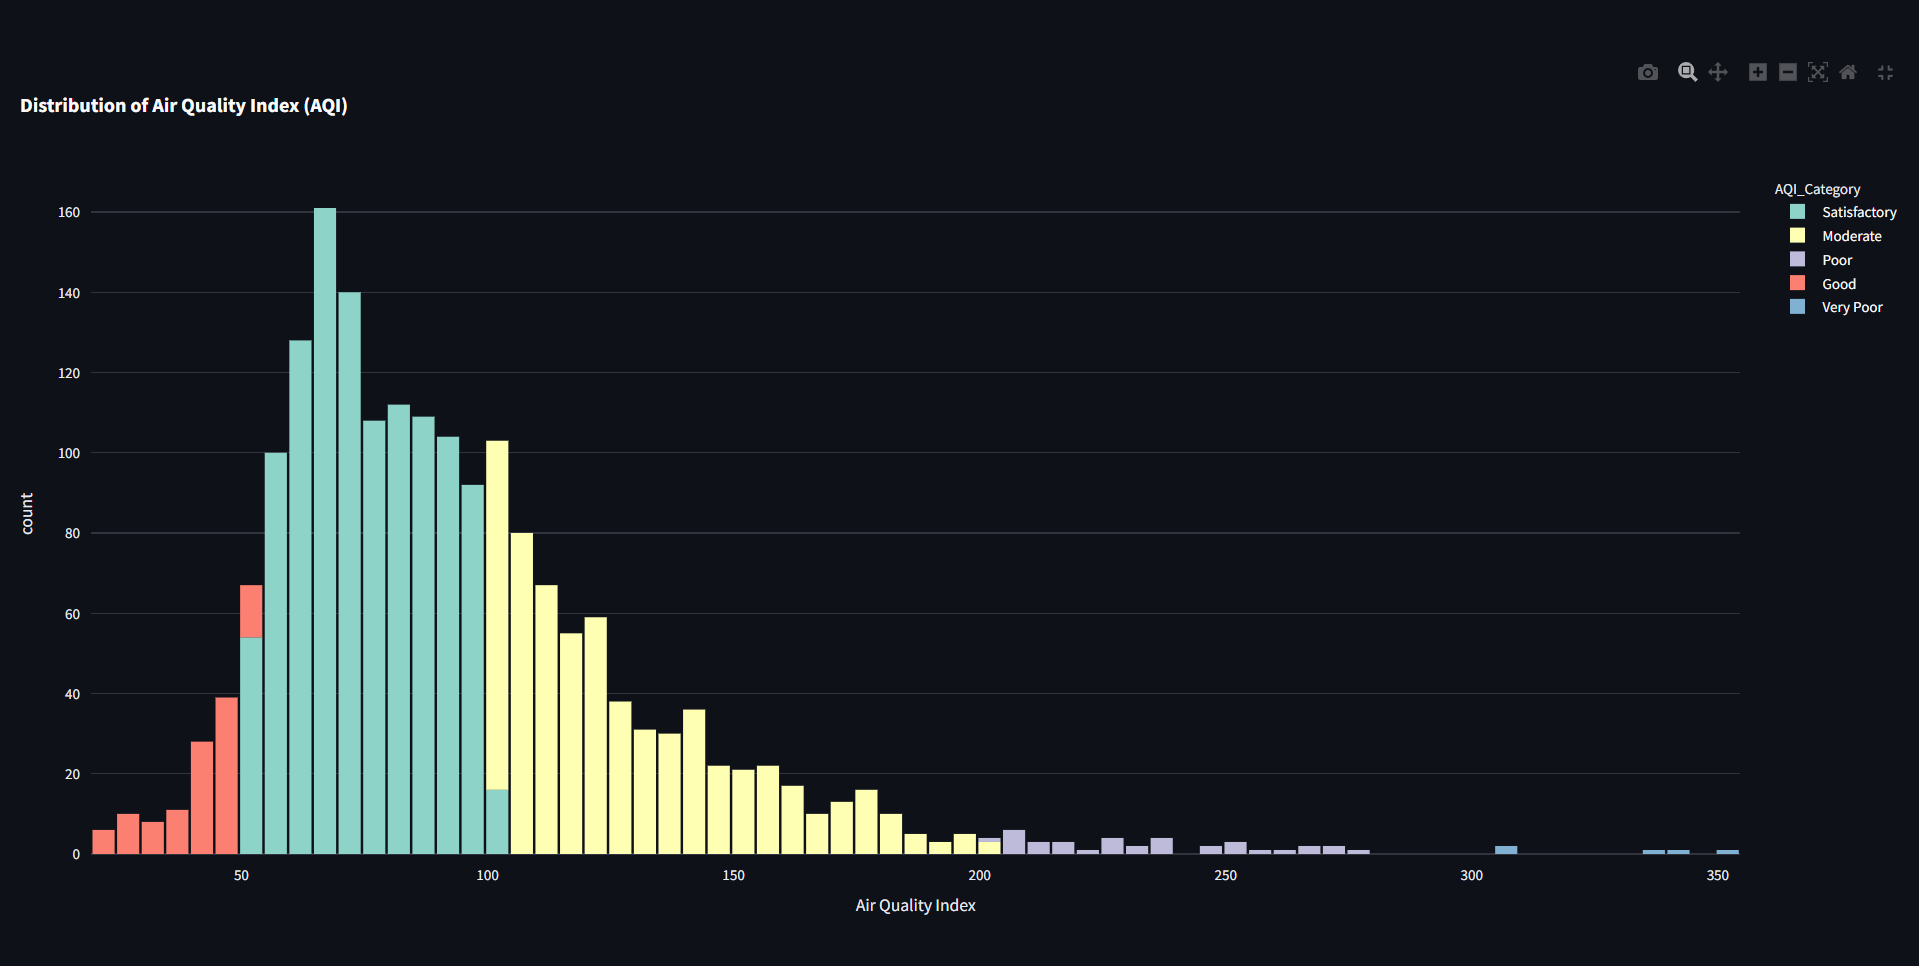 Distribution of Air Quality Index (AQI)
AQI_Category
Satisfactory
Moderate
Poor
Good
Very Poor
160
140
120
100
80
60
40
20
0
count
50
100
150
200
250
300
350
Air Quality Index